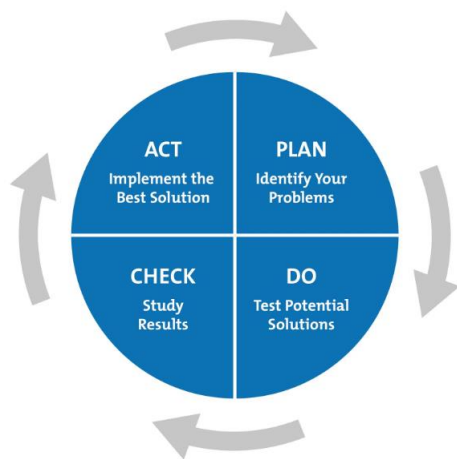 ACT
Implement the
Best Solution
PLAN
Identify Your
Problems
CHECK
Study
Results
DO
Test Potential
Solutions